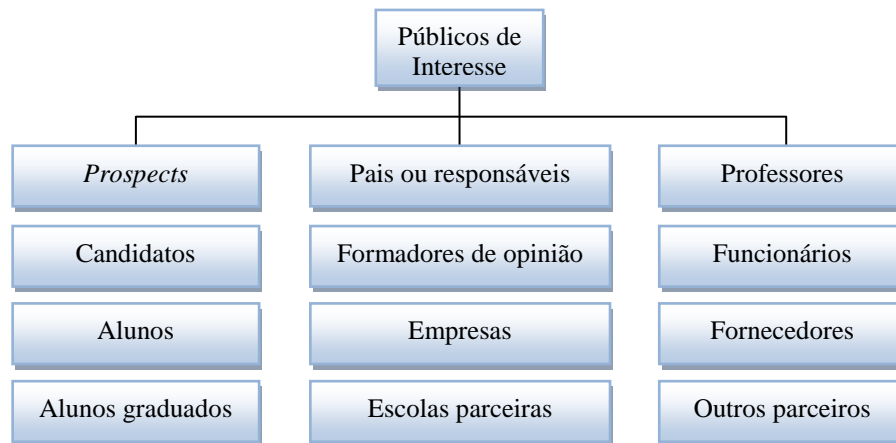 Públicos de
Interesse
Prospects
Pais ou responsáveis
Professores
Candidatos
Formadores de opinião
Funcionários
Alunos
Empresas
Fornecedores
Alunos graduados
Escolas parceiras
Outros parceiros